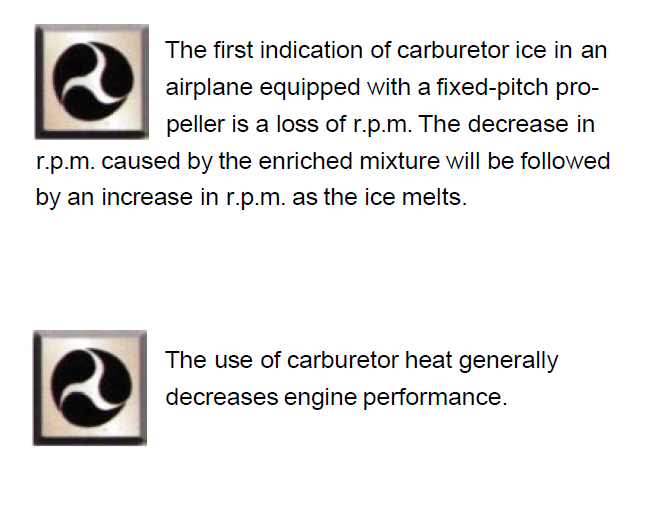 The first indication of carburetor ice in an
airplane equipped with a fixed-pitch pro-
peller is a loss of r.p.m. The decrease in
r.p.m. caused by the enriched mixture will be followed
by an increase in r.p.m. as the ice melts.
The use of carburetor heat generally
decreases engine performance.